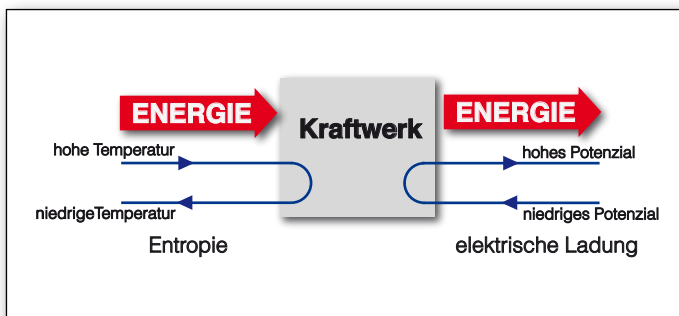 ENERGIE
ENERGIE
Kraftwerk
hohe Temperatur
hohes Potenzial
niedrigeTemperatur
niedriges Potenzial
Entropie
elektrische Ladung